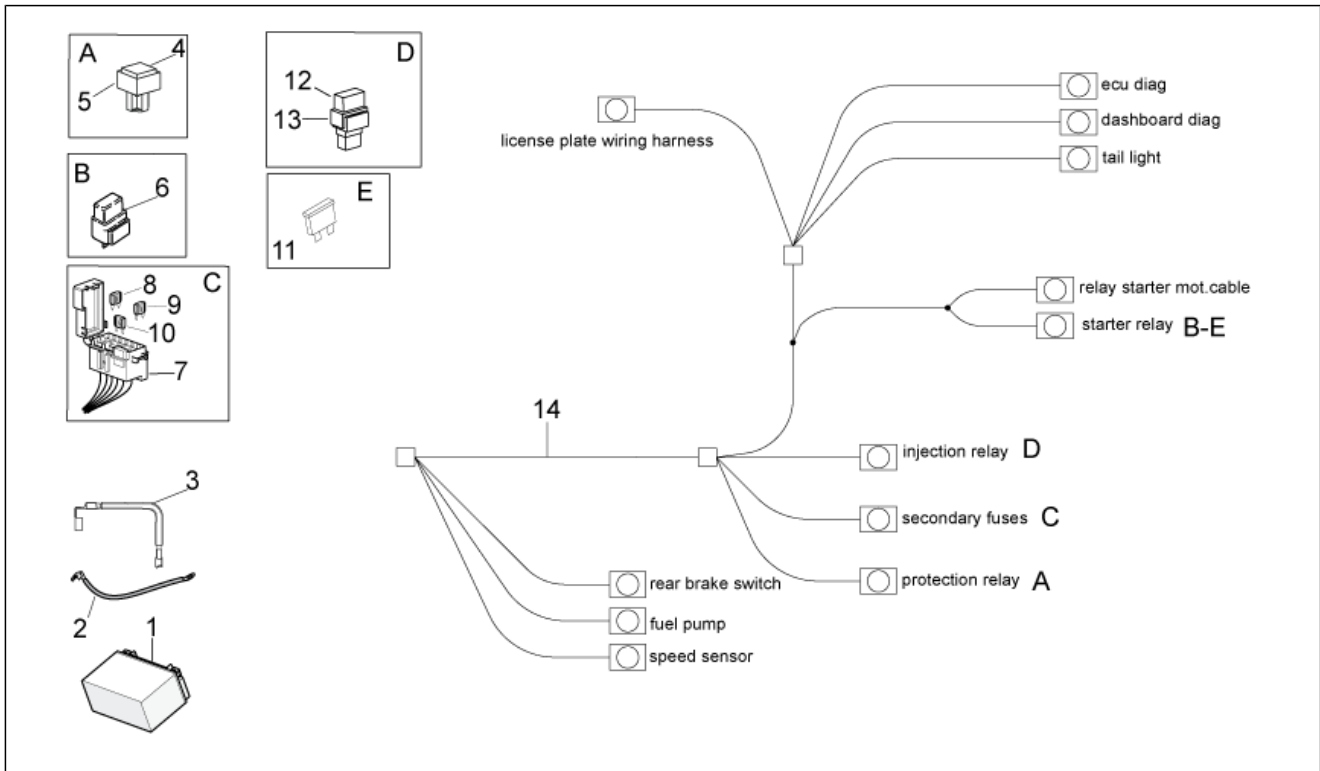 A
4
5
D
12
13
B
6
E
11
C
8
9
10
7
3
2
1
license plate wiring harness
ecu diag
dashboard diag
tail light
relay starter mot.cable
starter relay B-E
14
injection relay D
secondary fuses C
protection relay A
rear brake switch
fuel pump
speed sensor